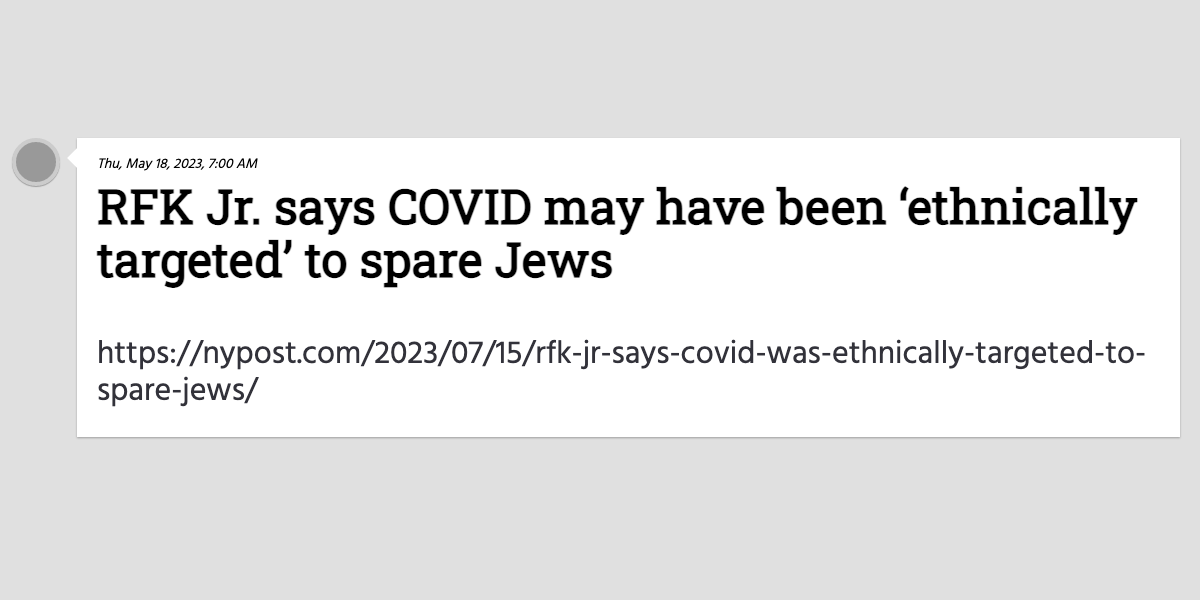 Thu, May 18, 2023, 7:00 AM
RFK Jr. says COVID may have been ‘ethnically
targeted’ to spare Jews
https://nypost.com/2023/07/15/rfk-jr-says-covid-was-ethnically-targeted-to-
spare-jews/